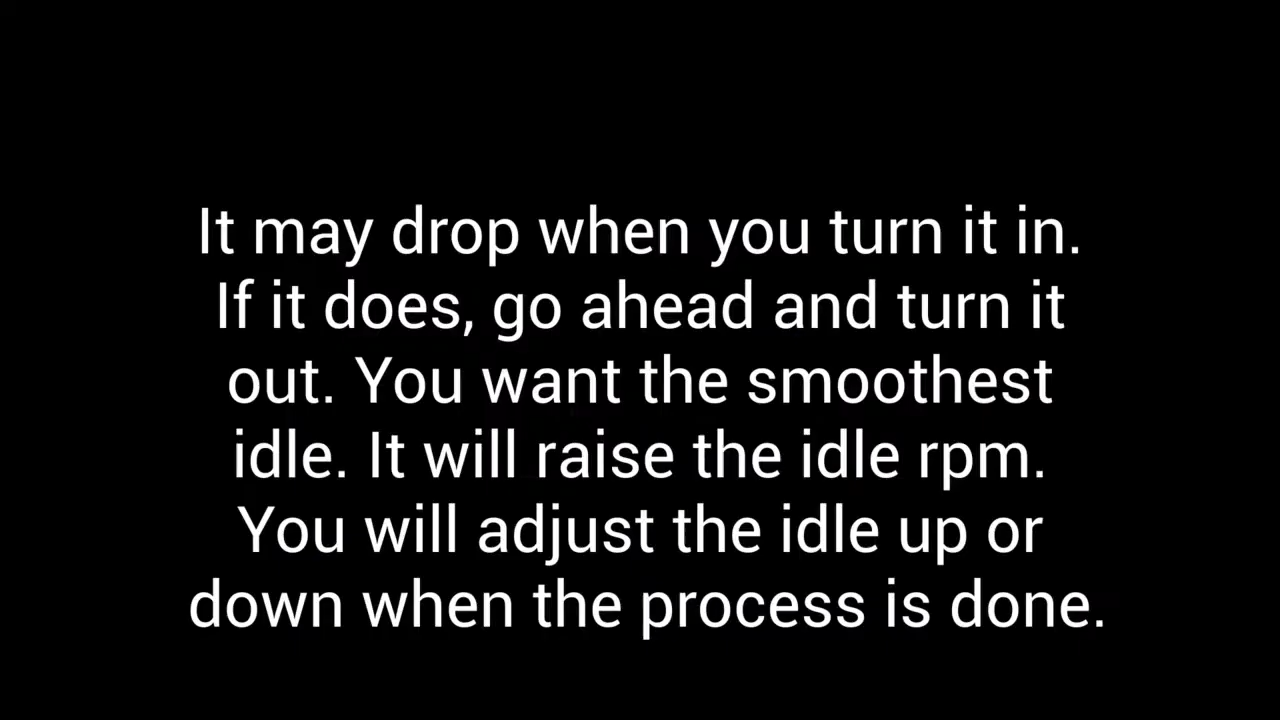 It may drop when you turn it in.
If it does, go ahead and turn it
out. You want the smoothest
idle. It will raise the idle rpm.
You will adjust the idle up or
down when the process is done.